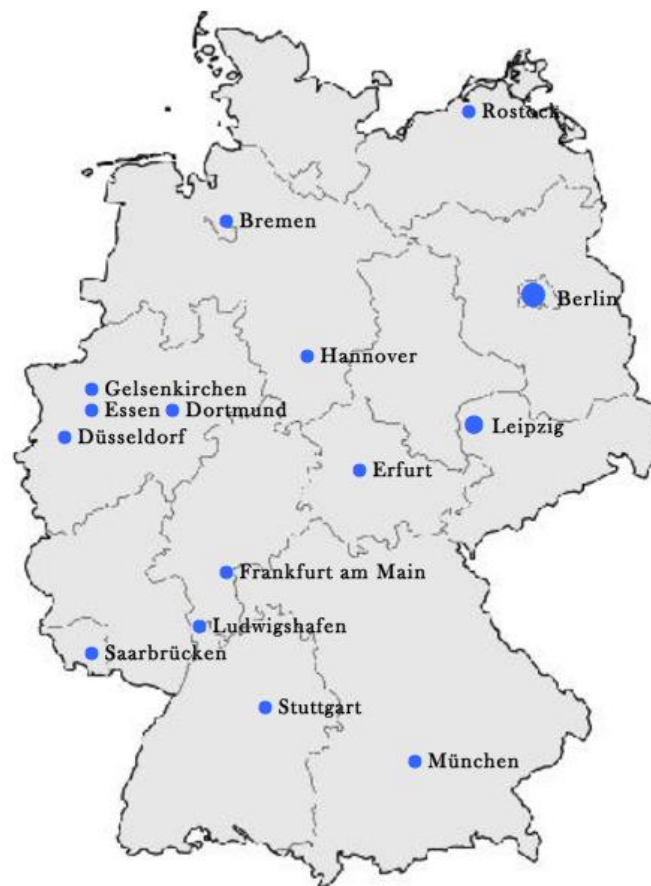 Rostock
Bremen
Berlin
Hannover
Gelsenkirchen
Essen
Dortmund
Düsseldorf
Leipzig
Erfurt
Frankfurt am Main
Ludwigshafen
Saarbrücken
Stuttgart
München